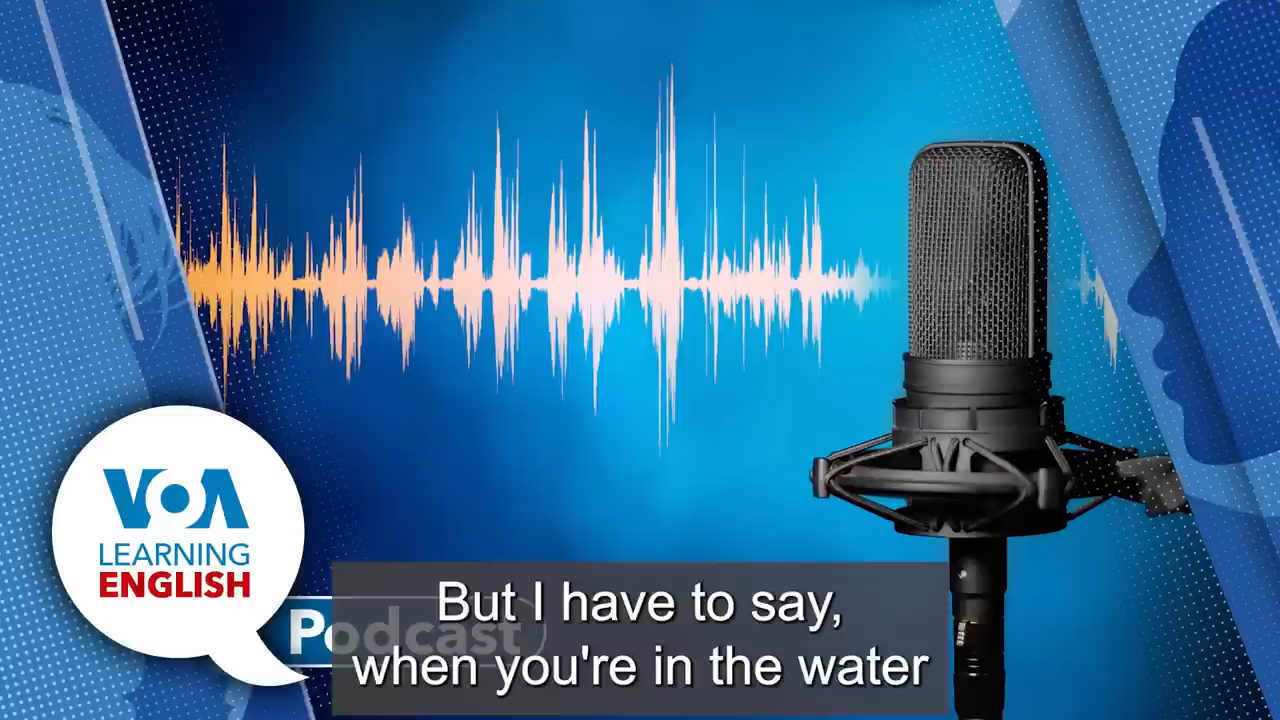 VOA
LEARNING
ENGLISH
Podcast
But I have to say,
when you're in the water